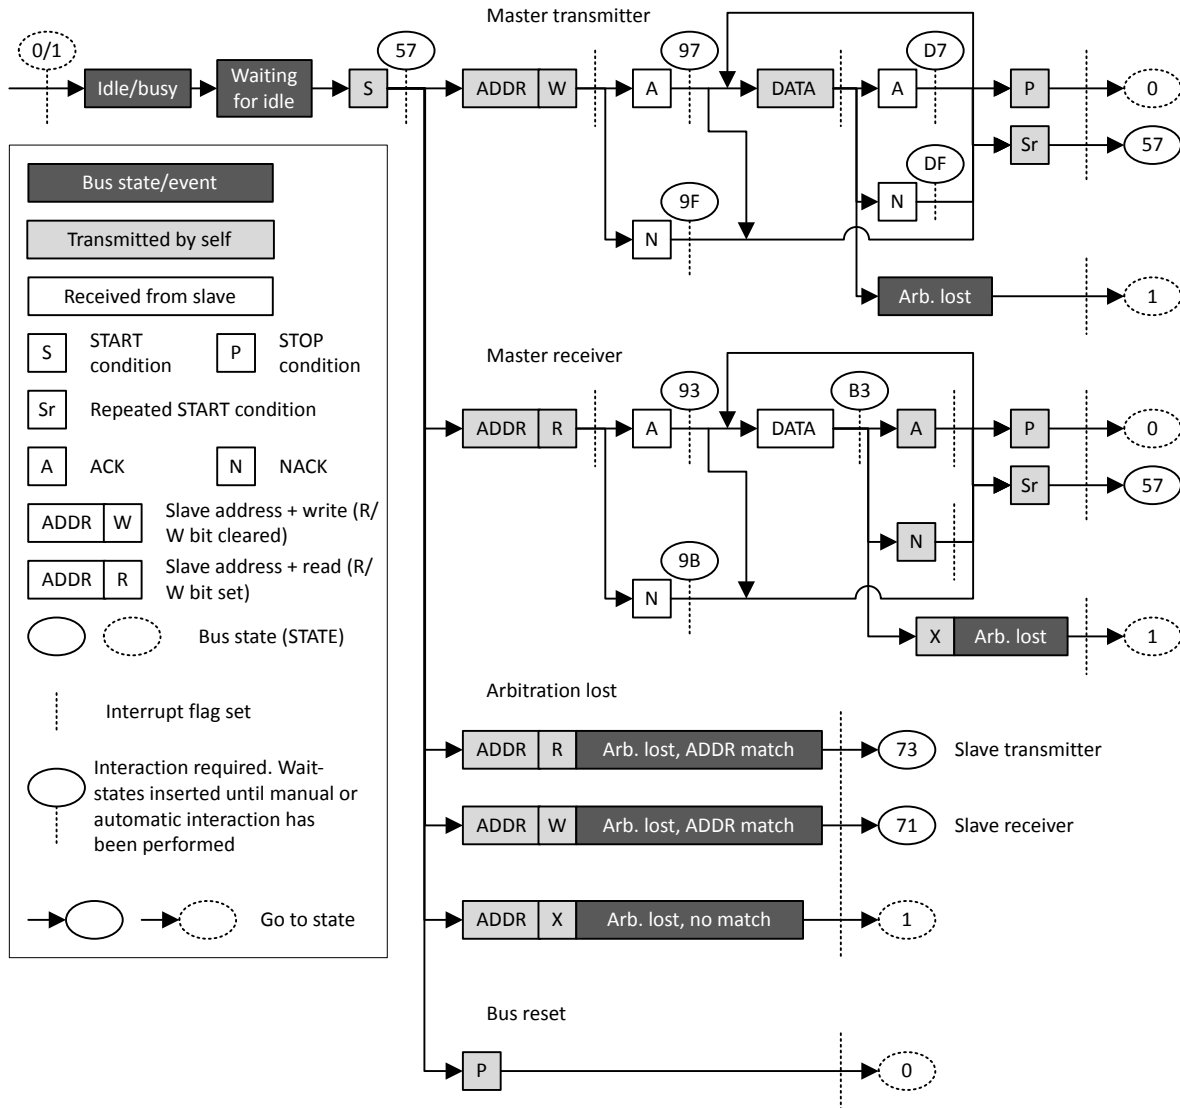 Master transmitter
0/1
57
97
D7
Idle/busy
Waiting
for idle
S
ADDR
W
A
DATA
A
P
0
Sr
57
DF
N
9F
N
Arb. lost
1
Bus state/event
Transmitted by self
Received from slave
S
START
condition
P
STOP
condition
Sr
Repeated START condition
A
ACK
N
NACK
ADDR
W
Slave address + write (R/
W bit cleared)
ADDR
R
Slave address + read (R/
W bit set)
Bus state (STATE)
Interrupt flag set
Interaction required. Wait-
states inserted until manual or
automatic interaction has
been performed
Go to state
Master receiver
93
B3
ADDR
R
A
DATA
A
P
0
Sr
57
N
9B
N
X
Arb. lost
1
Arbitration lost
ADDR
R
Arb. lost, ADDR match
73
Slave transmitter
ADDR
W
Arb. lost, ADDR match
71
Slave receiver
ADDR
X
Arb. lost, no match
1
Bus reset
P
0